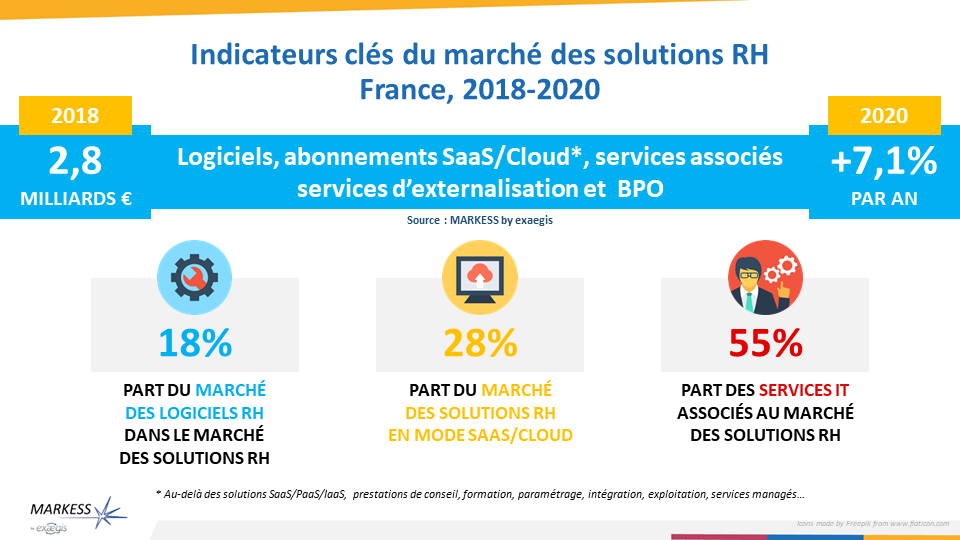 Indicateurs clés du marché des solutions RH
France, 2018-2020
2018
2,8
MILLIARDS €
Logiciels, abonnements SaaS/Cloud*, services associés
services d’externalisation et BPO
2020
+7,1%
PAR AN
Source : MARKESS by exaegis
18%
PART DU MARCHÉ
DES LOGICIELS RH
DANS LE MARCHÉ
DES SOLUTIONS RH
28%
PART DU MARCHÉ
DES SOLUTIONS RH
EN MODE SAAS/CLOUD
55%
PART DES SERVICES IT
ASSOCIÉS AU MARCHÉ
DES SOLUTIONS RH
* Au-delà des solutions SaaS/PaaS/IaaS, prestations de conseil, formation, paramétrage, intégration, exploitation, services managés…
MARKESS
by exægis
Icons made by Freepik from www.flaticon.com